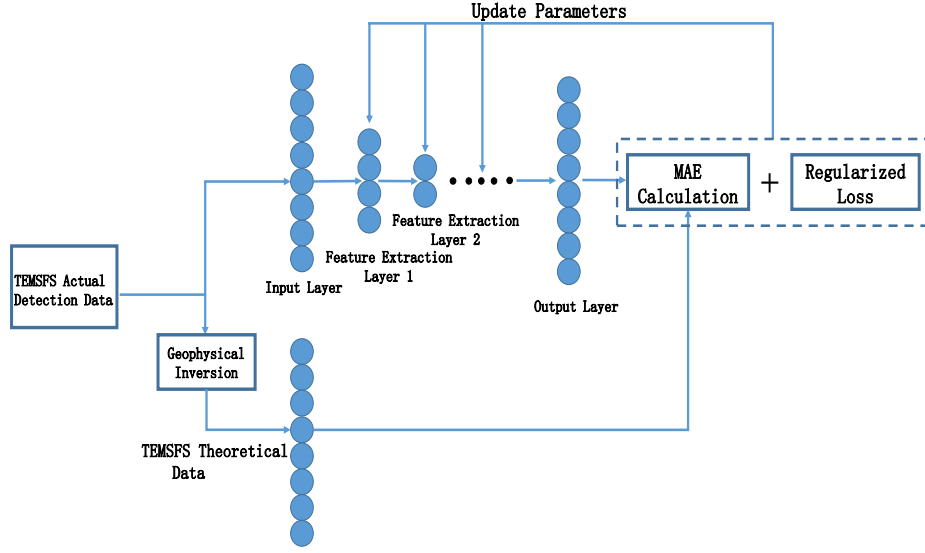 Update Parameters
MAE
Calculation
+
Regularized
Loss
Feature Extraction
Layer 2
Feature Extraction
Layer 1
Input Layer
Output Layer
TEMSFS Actual
Detection Data
Geophysical
Inversion
TEMSFS Theoretical
Data